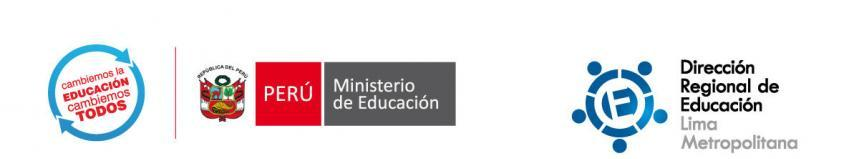 cambiemos la
EDUCACIÓN
cambiemos
TODOS
REPÚBLICA DEL PERÚ
PERÚ
Ministerio
de Educación
Dirección
Regional de
Educación
Lima
Metropolitana